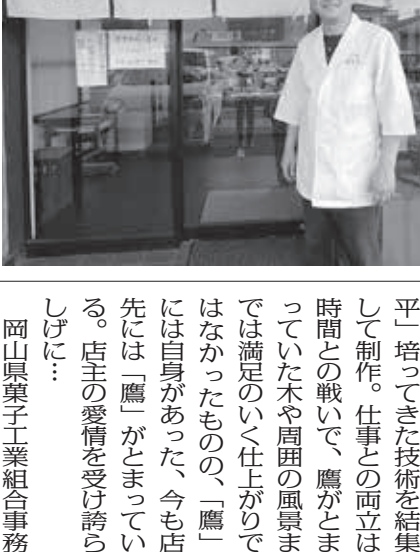 平」培ってきた技術を結集
して制作。仕事との両立は
時間との戦いで、鷹がとま
っていた木や周囲の風景ま
では満足のいく仕上がりで
はなかったものの、「鷹」
には自身があった、今も店
先には「鷹」がとまってい
る。店主の愛情を受け誇ら
しげに…
岡山県菓子工業組合事務